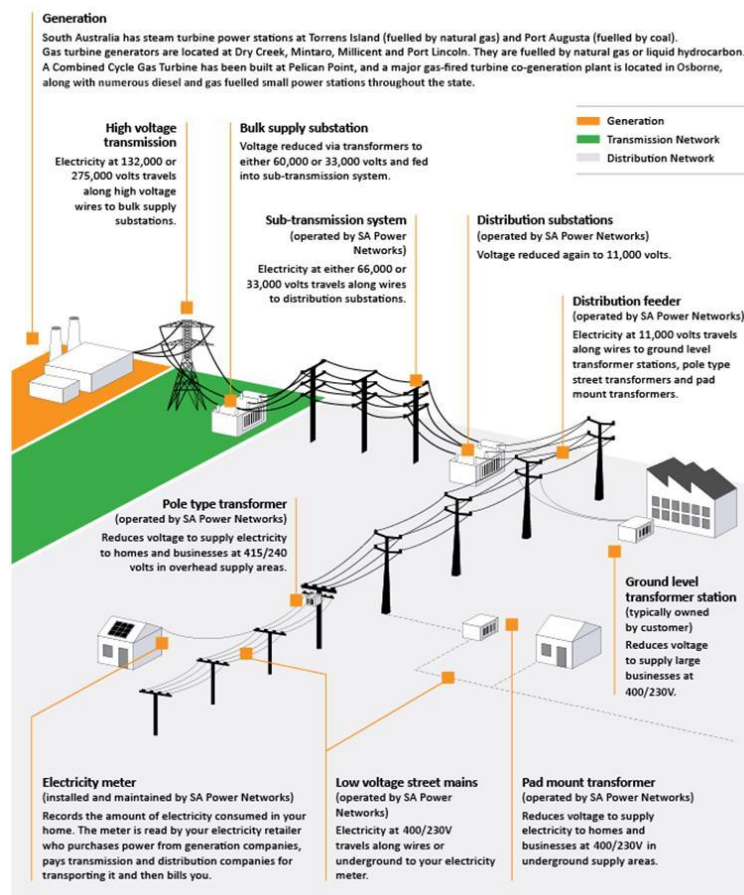 Generation
South Australia has steam turbine power stations at Torrens Island (fuelled by natural gas) and Port Augusta (fuelled by coal).
Gas turbine generators are located at Dry Creek, Mintaro, Millicent and Port Lincoln. They are fuelled by natural gas or liquid hydrocarbon.
A Combined Cycle Gas Turbine has been built at Pelican Point, and a major gas-fired turbine co-generation plant is located in Osborne,
along with numerous diesel and gas fuelled small power stations throughout the state.
High voltage
transmission
Electricity at 132,000 or
275,000 volts travels
along high voltage
wires to bulk supply
substations.
Bulk supply substation
Voltage reduced via transformers to
either 60,000 or 33,000 volts and fed
into sub-transmission system.
Generation
Transmission Network
Distribution Network
Sub-transmission system
(operated by SA Power
Networks)
Electricity at either 66,000 or
33,000 volts travels along wires
to distribution substations.
Distribution substations
(operated by SA Power Networks)
Voltage reduced again to 11,000 volts.
Distribution feeder
(operated by SA Power Networks)
Electricity at 11,000 volts travels
along wires to ground level
transformer stations, pole type
street transformers and pad
mount transformers.
Pole type transformer
(operated by SA Power Networks)
Reduces voltage to supply electricity
to homes and businesses at 415/240
volts in overhead supply areas.
Ground level
transformer station
(typically owned
by customer)
Reduces voltage
to supply large
businesses at
400/230V.
Electricity meter
(installed and maintained by SA Power Networks)
Records the amount of electricity consumed in your
home. The meter is read by your electricity retailer
who purchases power from generation companies,
pays transmission and distribution companies for
transporting it and then bills you.
Low voltage street mains
(operated by SA Power
Networks)
Electricity at 400/230V
travels along wires or
underground to your electricity
meter.
Pad mount transformer
(operated by SA Power Networks)
Reduces voltage to supply
electricity to homes and
businesses at 400/230V in
underground supply areas.